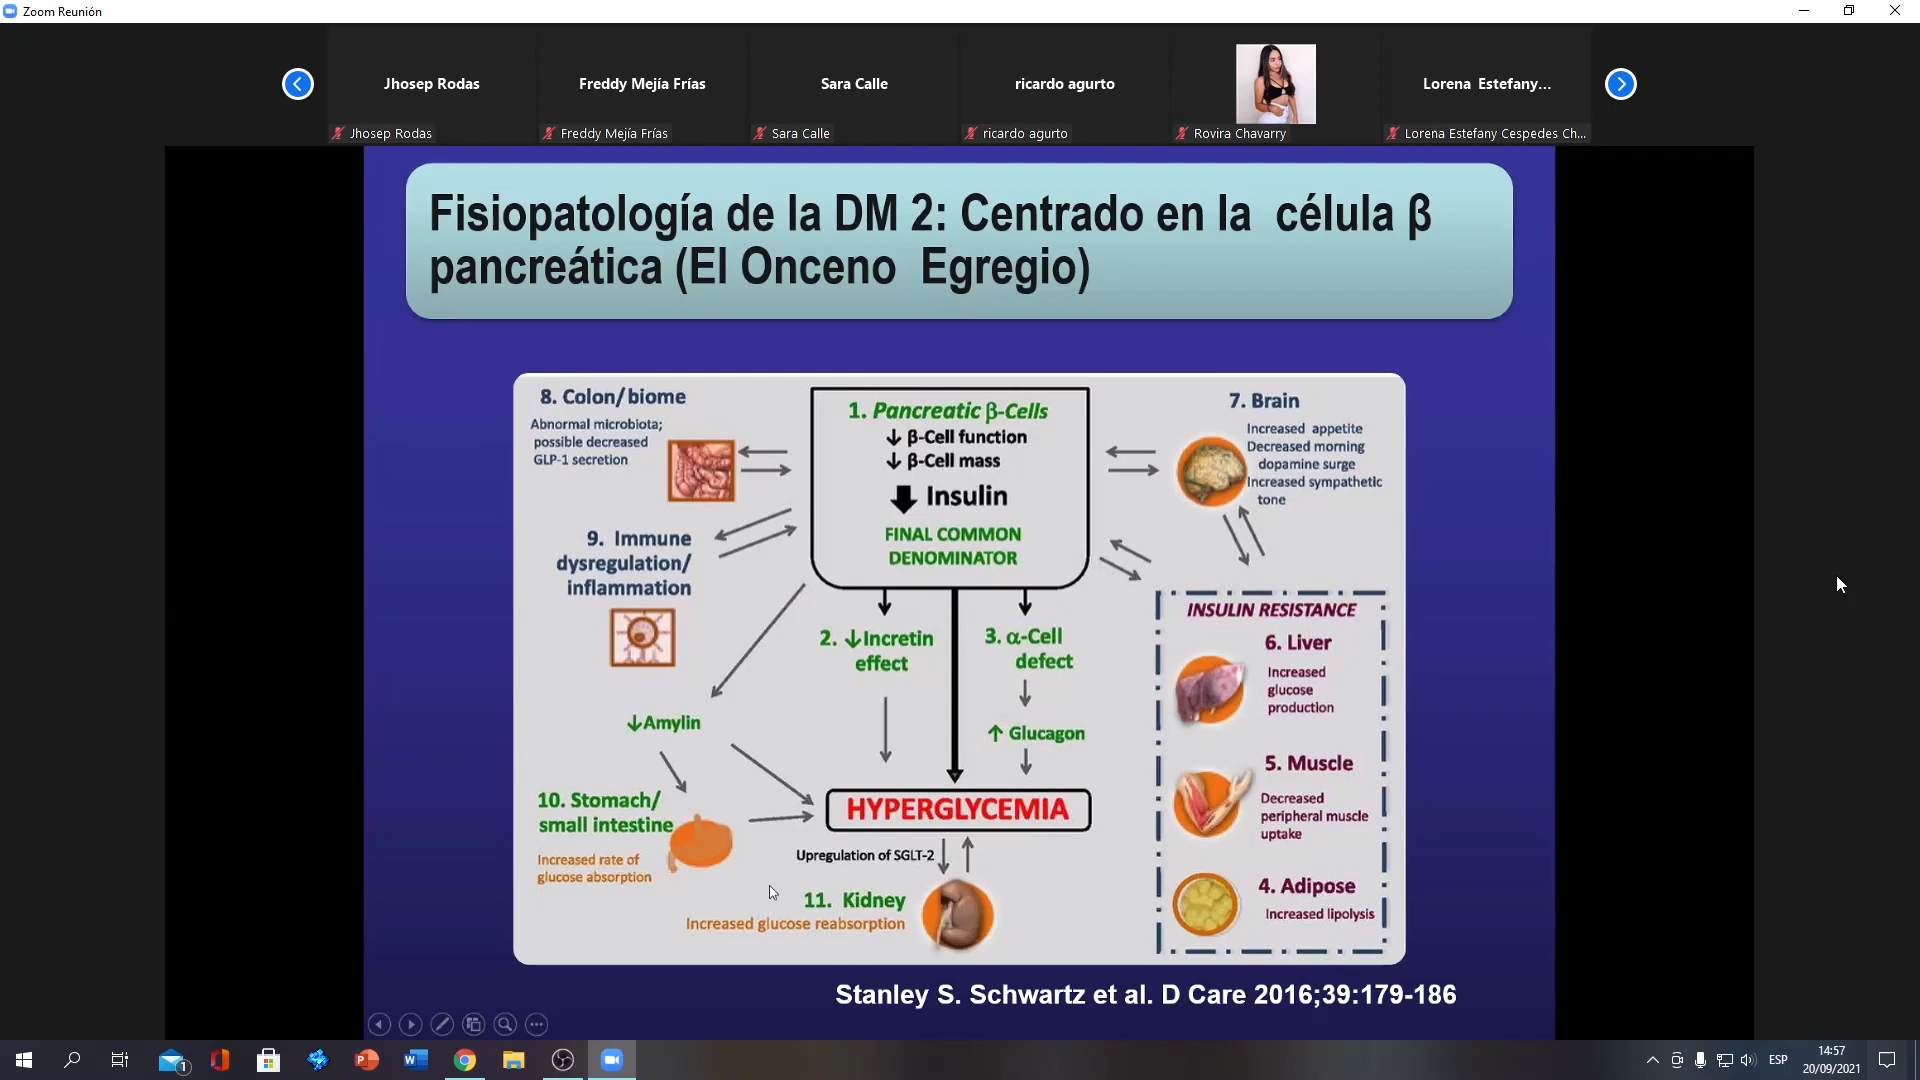 Zoom Reunión
Jhosep Rodas
Freddy Mejía Frías
Sara Calle
ricardo agurto
Lorena Estefany...
Jhosep Rodas
Freddy Mejía Frías
Sara Calle
ricardo agurto
Rovira Chavarry
Lorena Estefany Cespedes Ch...
Fisiopatología de la DM 2: Centrado en la célula β
pancreática (El Onceno Egregio)
8. Colon/biome
Abnormal microbiota;
possible decreased
GLP-1 secretion
1. Pancreatic β-Cells
↓ β-Cell function
↓ β-Cell mass
↓ Insulin
FINAL COMMON
DENOMINATOR
7. Brain
Increased appetite
Decreased morning
dopamine surge
Increased sympathetic
tone
9. Immune
dysregulation/
inflammation
2. ↓Incretin
effect
3. α-Cell
defect
↑ Glucagon
↓Amylin
INSULIN RESISTANCE
6. Liver
Increased
glucose
production
5. Muscle
Decreased
peripheral muscle
uptake
4. Adipose
Increased lipolysis
10. Stomach/
small intestine
Increased rate of
glucose absorption
HYPERGLYCEMIA
Upregulation of SGLT-2
11. Kidney
Increased glucose reabsorption
Stanley S. Schwartz et al. D Care 2016;39:179-186
1
ESP
14:57
20/09/2021